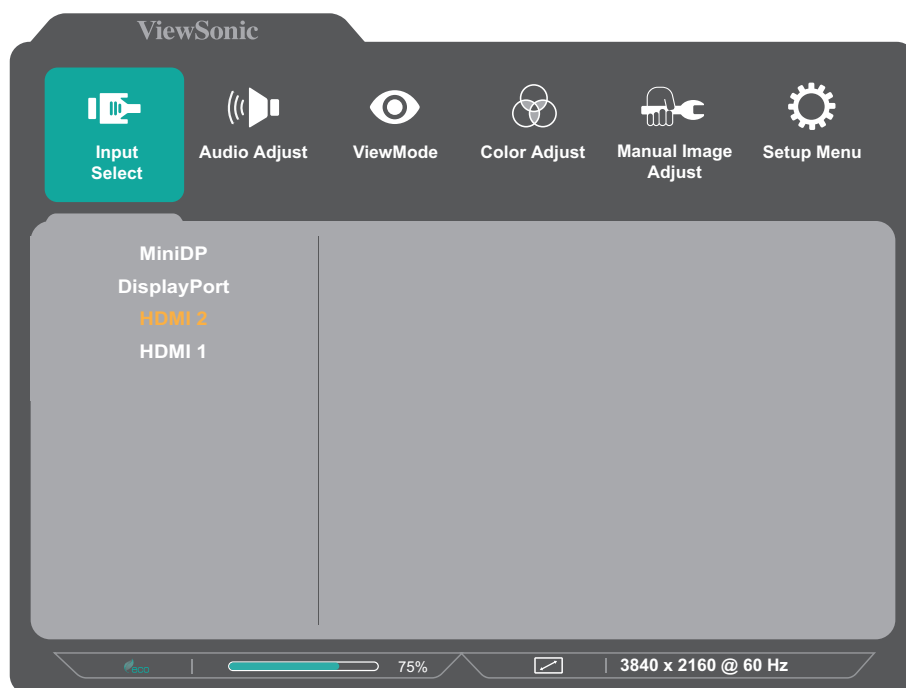 ViewSonic
Input
Select
Audio Adjust
ViewMode
Color Adjust
Manual Image
Adjust
Setup Menu
MiniDP
DisplayPort
HDMI 2
HDMI 1
eco
75%
3840 x 2160 @ 60 Hz